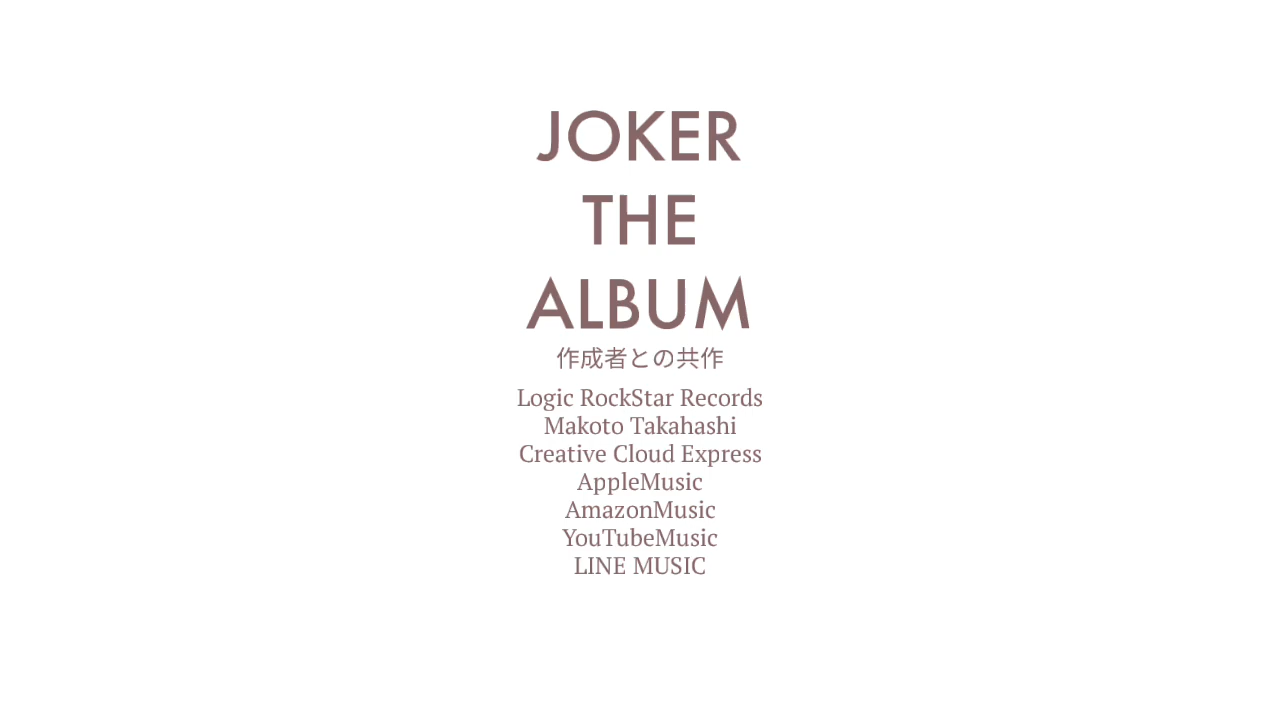 JOKER
THE
ALBUM
作成者との共作
Logic RockStar Records
Makoto Takahashi
Creative Cloud Express
AppleMusic
AmazonMusic
YouTubeMusic
LINE MUSIC